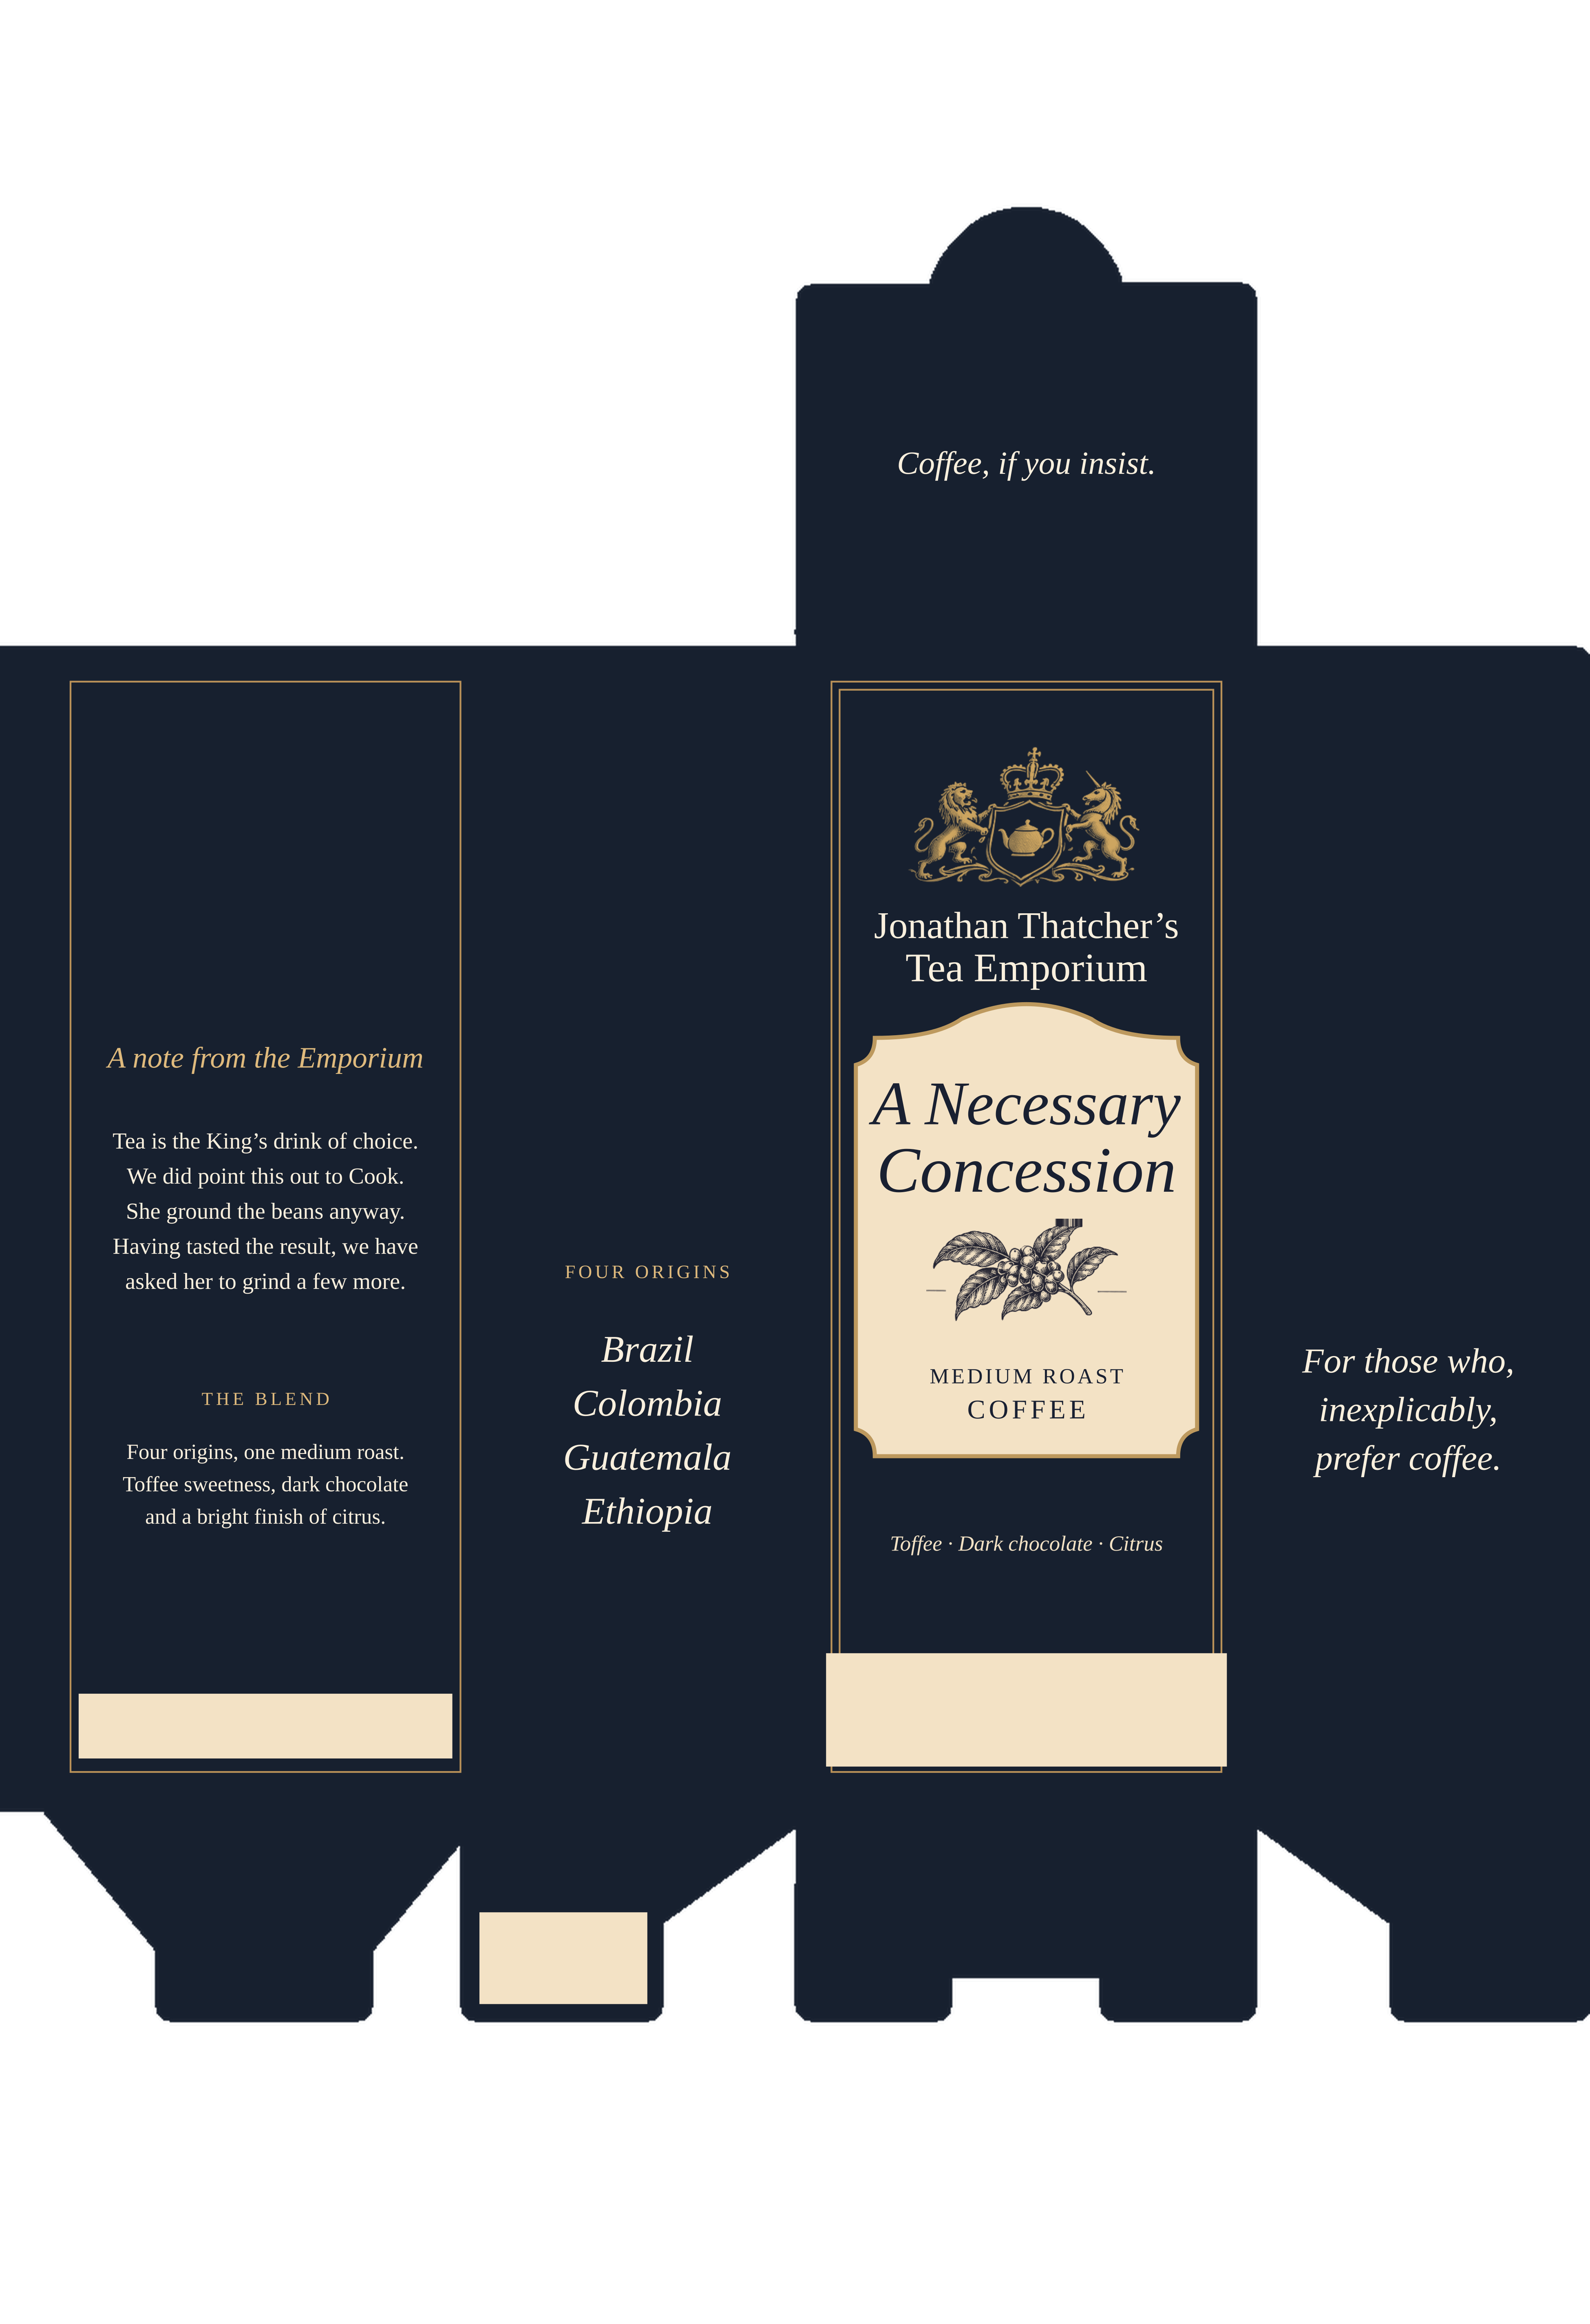 Coffee, if you insist.
Jonathan Thatcher’s
Tea Emporium
A Necessary
Concession
MEDIUM ROAST
COFFEE
Toffee · Dark chocolate · Citrus
A note from the Emporium
Tea is the King’s drink of choice.
We did point this out to Cook.
She ground the beans anyway.
Having tasted the result, we have
asked her to grind a few more.
THE BLEND
Four origins, one medium roast.
Toffee sweetness, dark chocolate
and a bright finish of citrus.
FOUR ORIGINS
Brazil
Colombia
Guatemala
Ethiopia
For those who,
inexplicably,
prefer coffee.